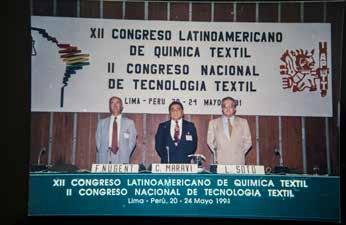 XII CONGRESO LATINOAMERICANO
DE QUIMICA TEXTIL
II CONGRESO NACIONAL
DE TECNOLOGIA TEXTIL
LIMA - PERU 20 - 24 MAYO
F. NUGENT
C. MARAVI
L. SOTO
XII CONGRESO LATINOAMERICANO DE QUIMICA TEXTIL
II CONGRESO NACIONAL DE TECNOLOGIA TEXTIL
Lima - Perú, 20 - 24 Mayo 1991